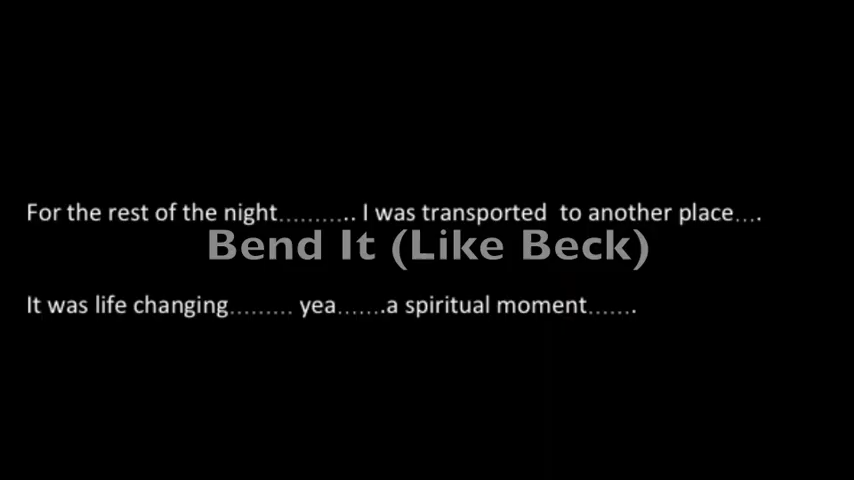 For the rest of the night........... I was transported  to another place....
Bend It (Like Beck)
It was life changing......... yea.......a spiritual moment.......